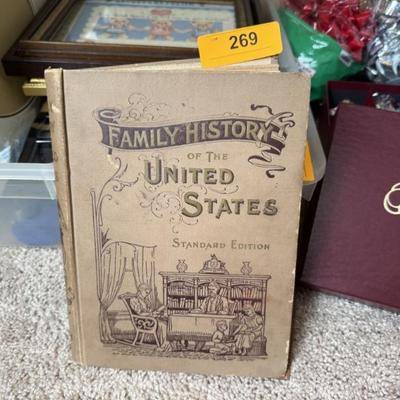 269
FAMILY HISTORY
OF THE
UNITED
STATES
STANDARD EDITION